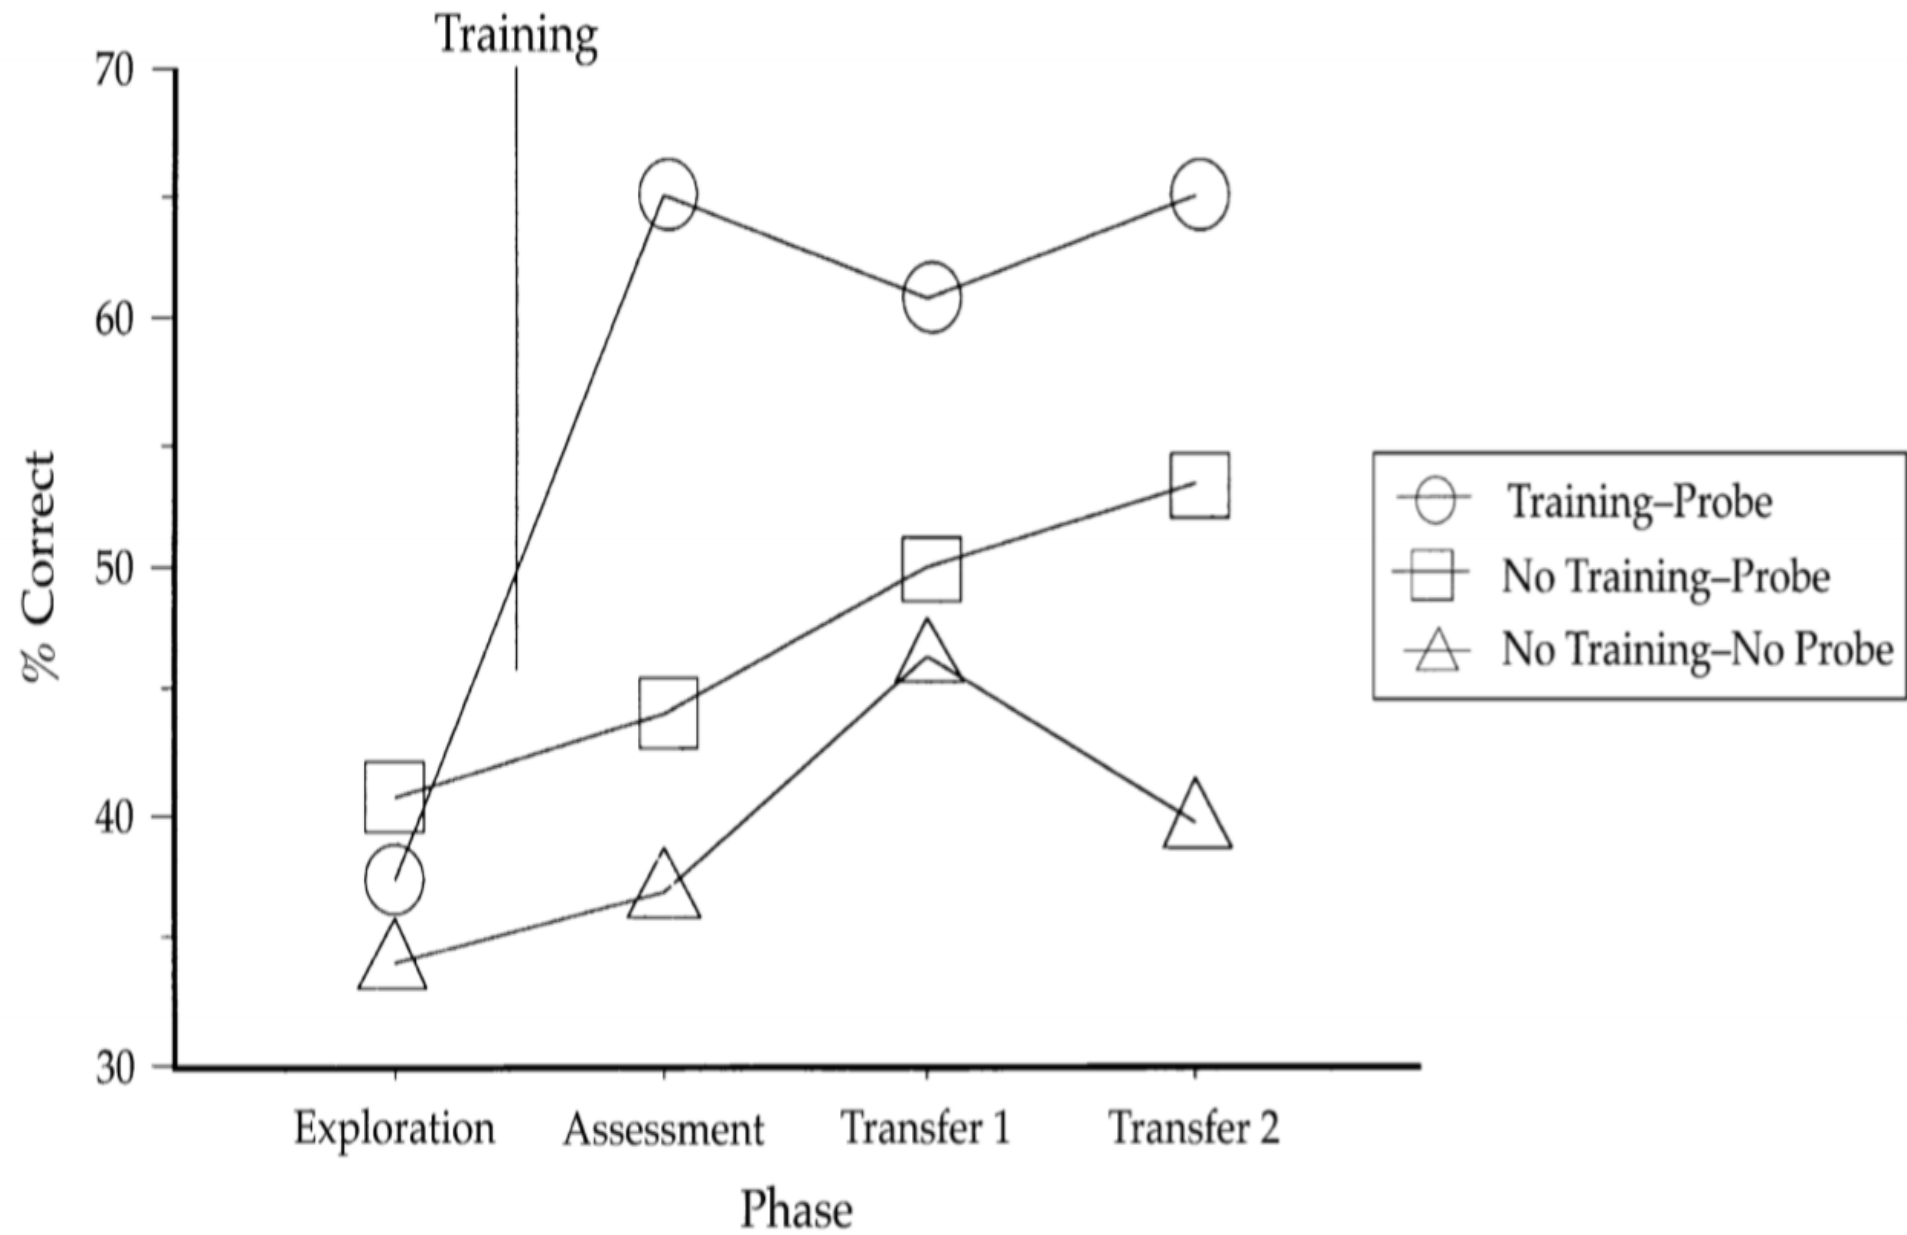 Training
70
60
50
40
30
% Correct
Training–Probe
No Training–Probe
No Training–No Probe
Exploration Assessment Transfer 1 Transfer 2
Phase